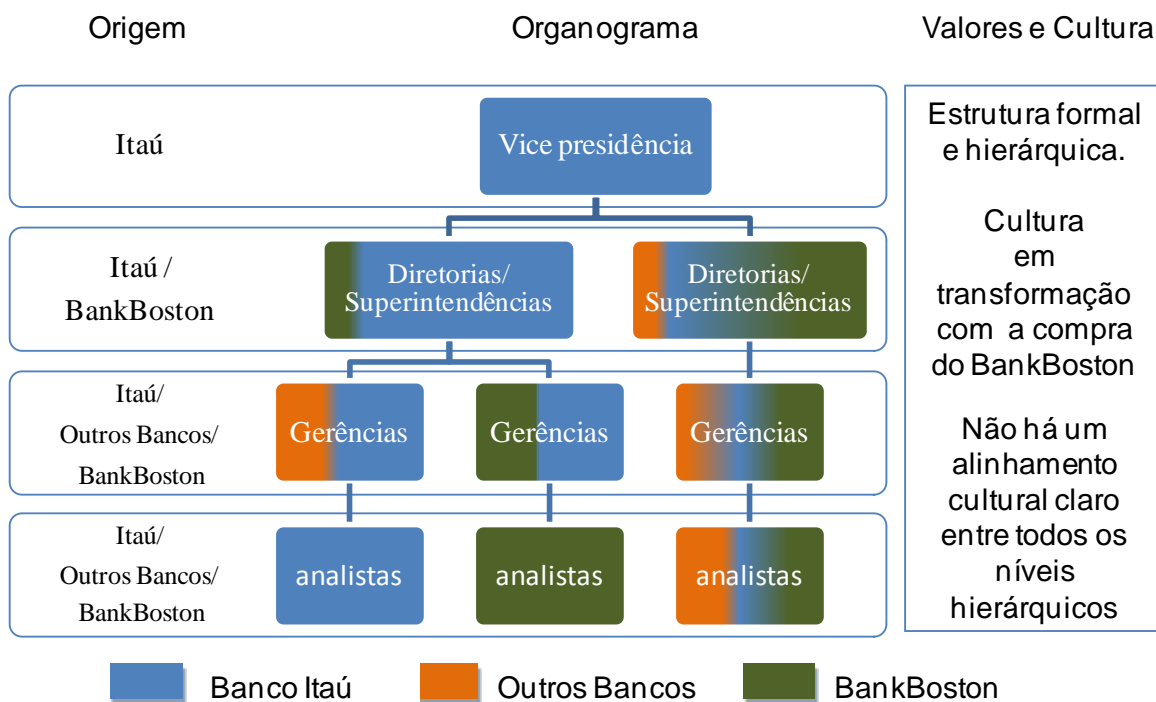 Origem
Organograma
Valores e Cultura
Itaú
Vice presidência
Estrutura formal
e hierárquica.
Cultura
em
transformação
com a compra
do BankBoston
Não há um
alinhamento
cultural claro
entre todos os
níveis
hierárquicos
Itaú /
BankBoston
Diretorias/
Superintendências
Diretorias/
Superintendências
Itaú/
Outros Bancos/
BankBoston
Gerências
Gerências
Gerências
Itaú/
Outros Bancos/
BankBoston
analistas
analistas
analistas
Banco Itaú
Outros Bancos
BankBoston